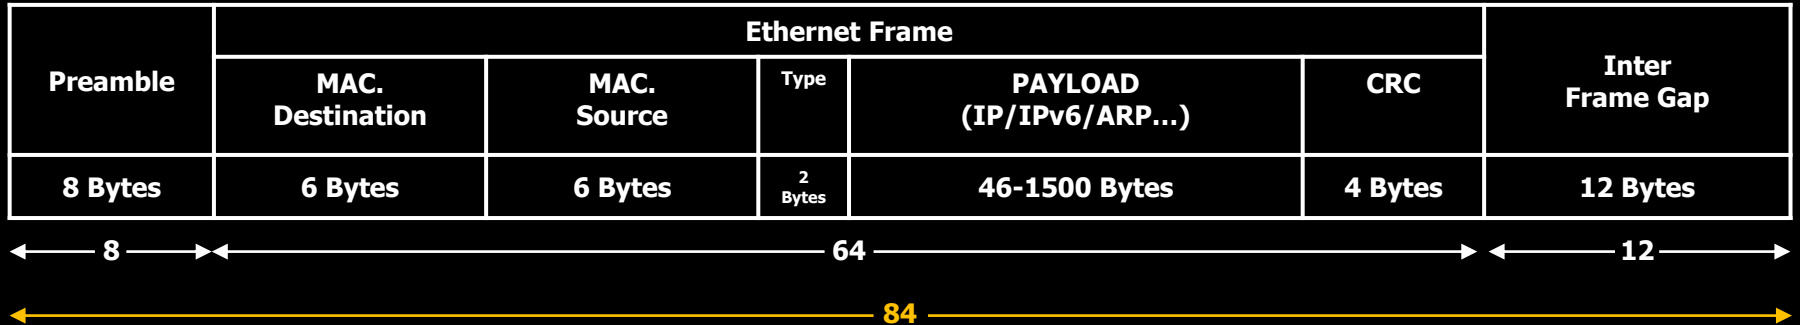 Preamble
Ethernet Frame
Inter
Frame Gap
MAC.
Destination
MAC.
Source
Type
PAYLOAD
(IP/IPv6/ARP...)
CRC
8 Bytes
6 Bytes
6 Bytes
2
Bytes
46-1500 Bytes
4 Bytes
12 Bytes
8
64
12
84